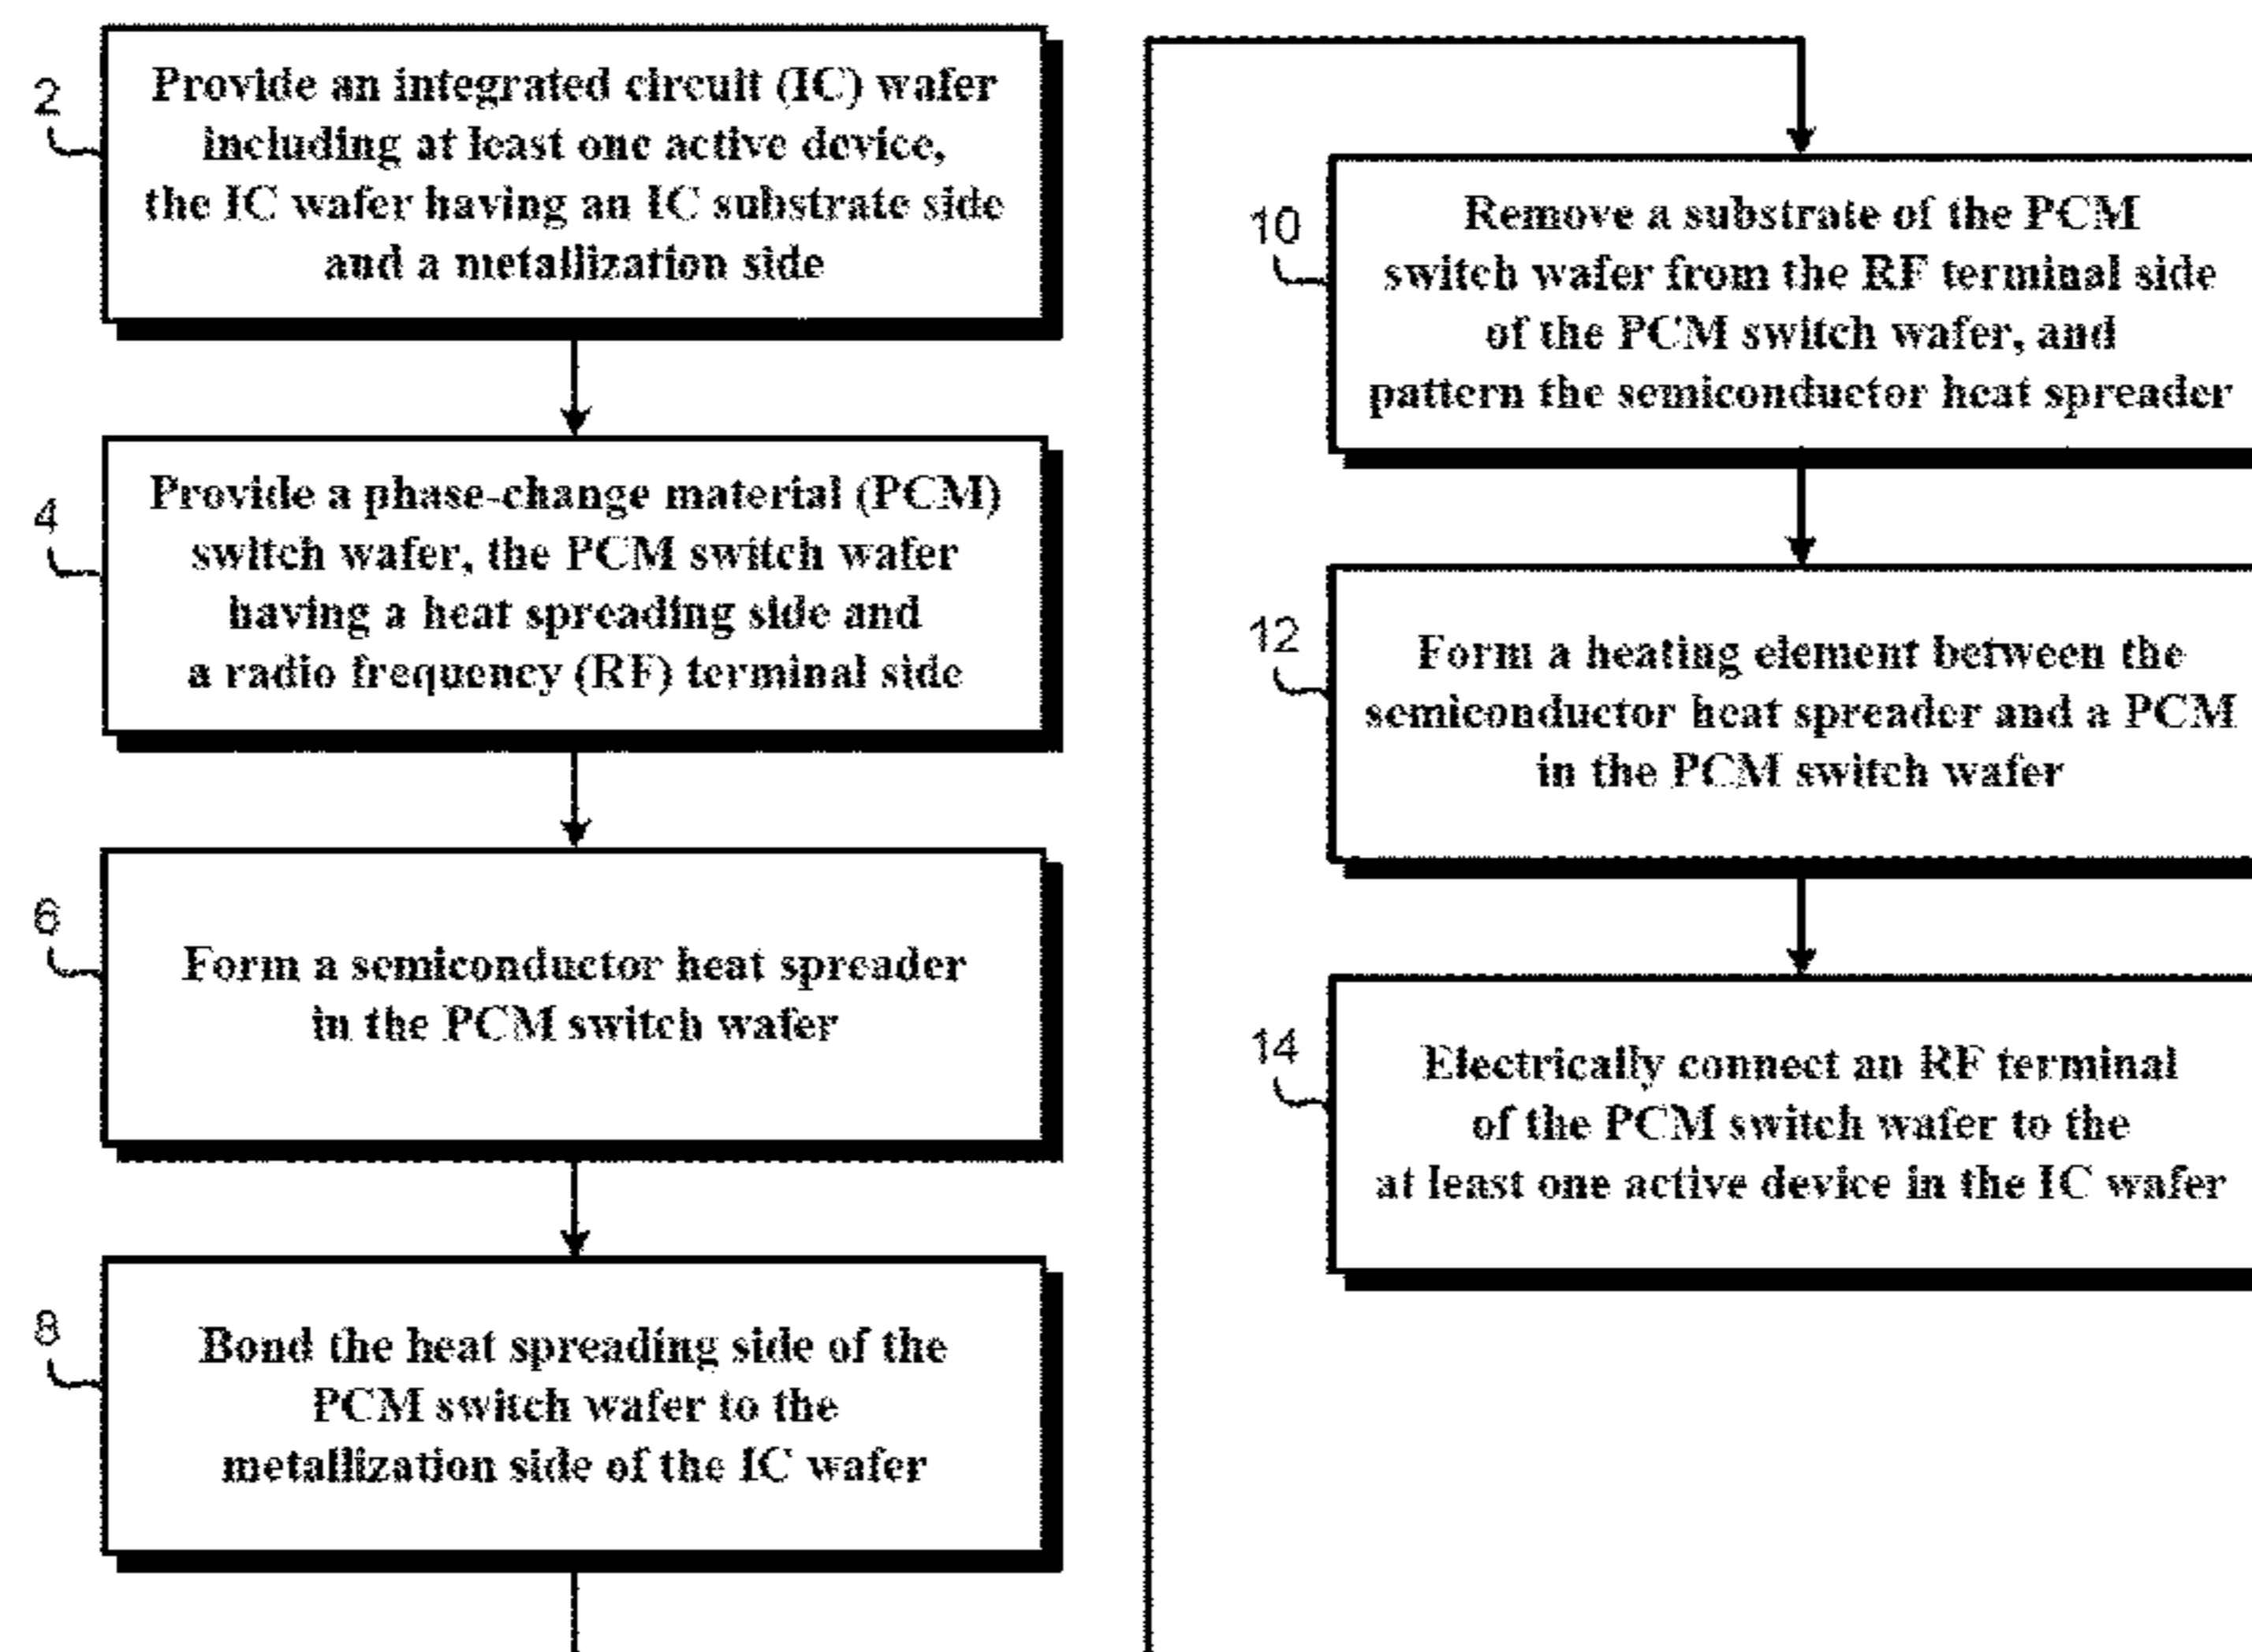 2
Provide an integrated circuit (IC) wafer
including at least one active device,
the IC wafer having an IC substrate side
and a metallization side
4
Provide a phase-change material (PCM)
switch wafer, the PCM switch wafer
having a heat spreading side and
a radio frequency (RF) terminal side
6
Form a semiconductor heat spreader
in the PCM switch wafer
8
Bond the heat spreading side of the
PCM switch wafer to the
metallization side of the IC wafer
10
Remove a substrate of the PCM
switch wafer from the RF terminal side
of the PCM switch wafer, and
pattern the semiconductor heat spreader
12
Form a heating element between the
semiconductor heat spreader and a PCM
in the PCM switch wafer
14
Electrically connect an RF terminal
of the PCM switch wafer to the
at least one active device in the IC wafer